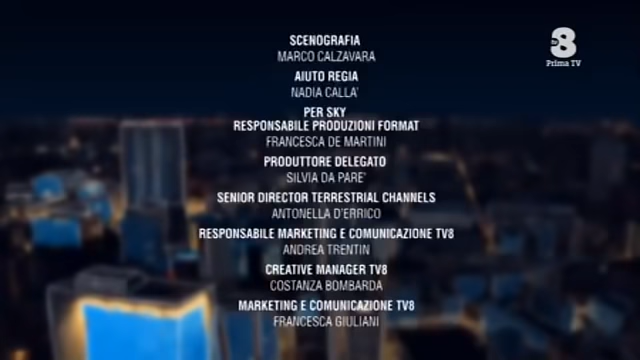 SCENOGRAFIA
MARCO CALZAVARA
AIUTO REGIA
NADIA CALLA'
PER SKY
RESPONSABILE PRODUZIONI FORMAT
FRANCESCA DE MARTINI
PRODUTTORE DELEGATO
SILVIA DA PARE'
SENIOR DIRECTOR TERRESTRIAL CHANNELS
ANTONELLA D'ERRICO
RESPONSABILE MARKETING E COMUNICAZIONE TV8
ANDREA TRENTIN
CREATIVE MANAGER TV8
COSTANZA BOMBARDA
MARKETING E COMUNICAZIONE TV8
FRANCESCA GIULIANI
tv8
Prima TV